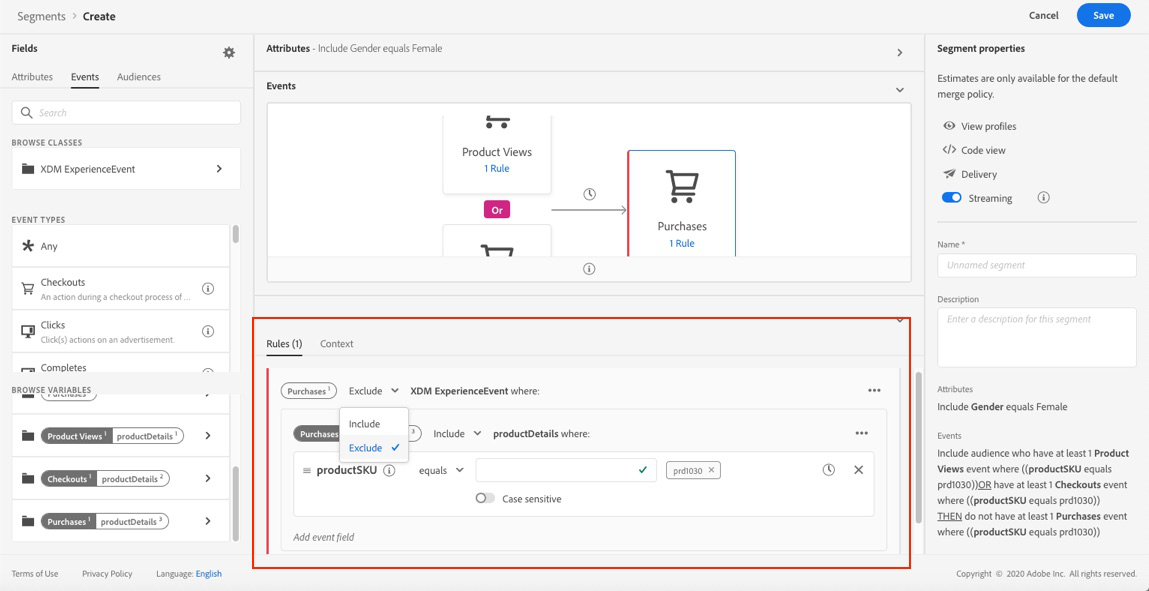 Segments > Create
Cancel
Save
Fields
Attributes
Events
Audiences
Search
BROWSE CLASSES
XDM ExperienceEvent
EVENT TYPES
Any
Checkouts
An action during a checkout process of ...
Clicks
Click(s) actions on an advertisement.
Completes
BROWSE VARIABLES
Purchases 1
Product Views 1 productDetails 1
Checkouts 1 productDetails 2
Purchases 1 productDetails 3
Attributes - Include Gender equals Female
Events
Product Views
1 Rule
Or
Purchases
1 Rule
Rules (1)
Context
Purchases 1 Exclude XDM ExperienceEvent where:
Include
Exclude
Purchases 3 Include productDetails where:
productSKU equals prd1030
Case sensitive
Add event field
Segment properties
Estimates are only available for the default
merge policy.
View profiles
Code view
Delivery
Streaming
Name *
Unnamed segment
Description
Enter a description for this segment
Attributes
Include Gender equals Female
Events
Include audience who have at least 1 Product
Views event where ((productSKU equals
prd1030))OR have at least 1 Checkouts event
where ((productSKU equals prd1030))
THEN do not have at least 1 Purchases event
where ((productSKU equals prd1030))
Terms of Use
Privacy Policy
Language: English
Copyright © 2020 Adobe Inc. All rights reserved.